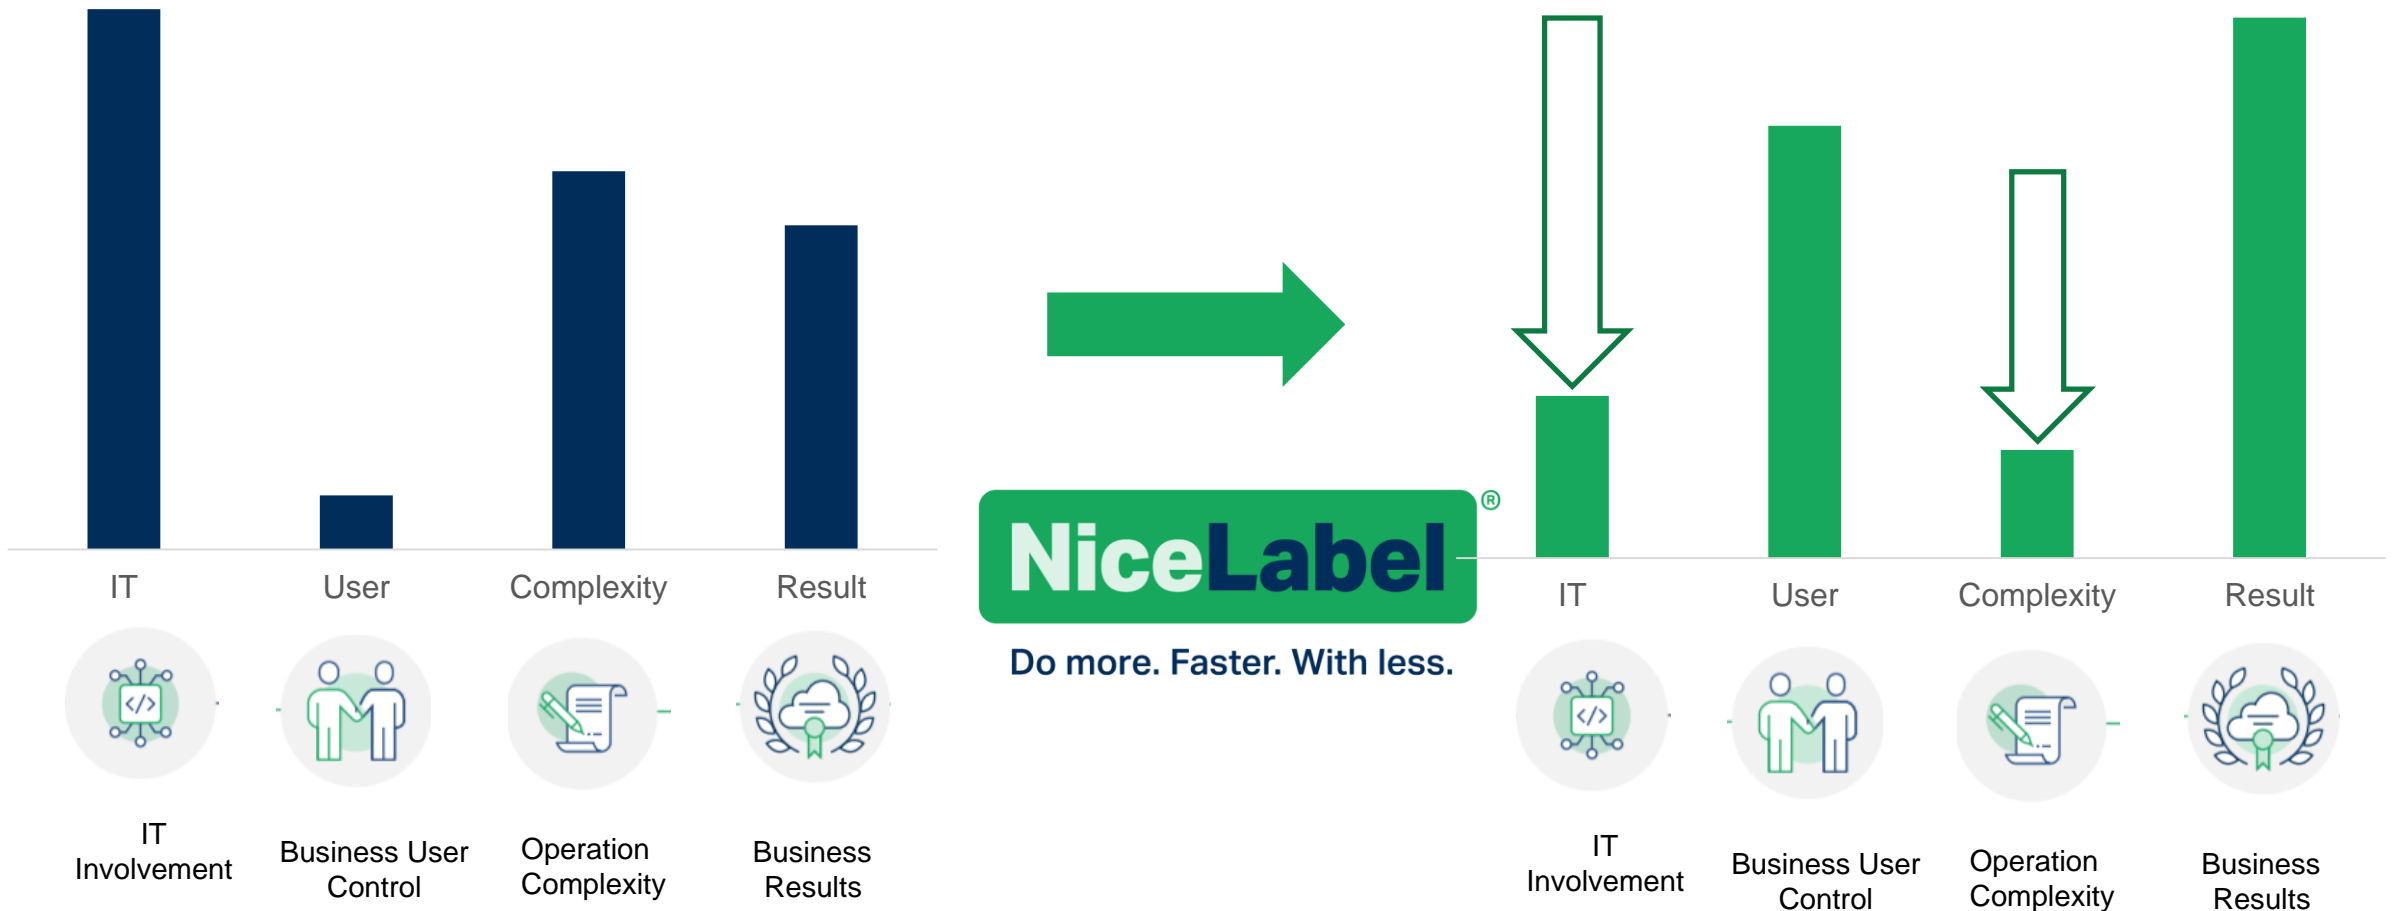 IT
User
Complexity
Result
</>
IT
Involvement
Business User
Control
Operation
Complexity
Business
Results
NiceLabel®
Do more. Faster. With less.
IT
User
Complexity
Result
</>
IT
Involvement
Business User
Control
Operation
Complexity
Business
Results